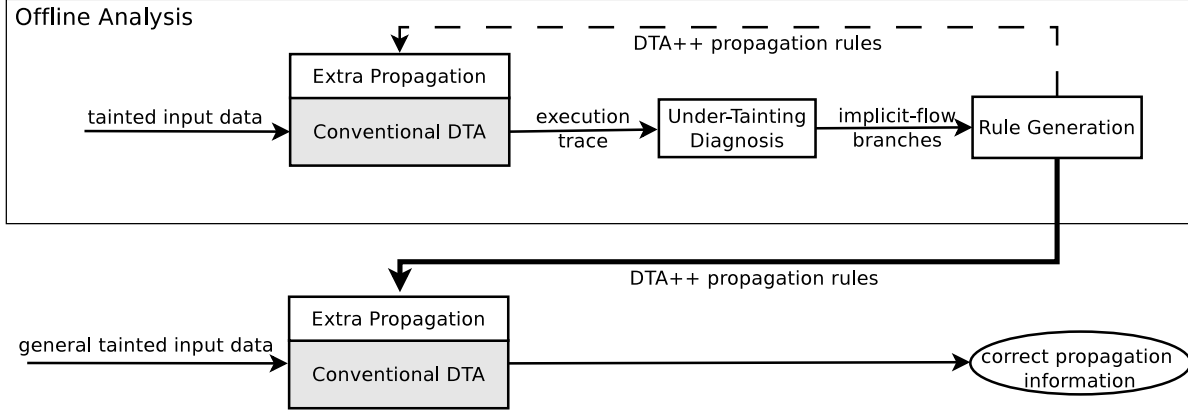 Offline Analysis
DTA++ propagation rules
Extra Propagation
tainted input data
Conventional DTA
execution
trace
Under-Tainting
Diagnosis
implicit-flow
branches
Rule Generation
DTA++ propagation rules
Extra Propagation
general tainted input data
Conventional DTA
correct propagation
information